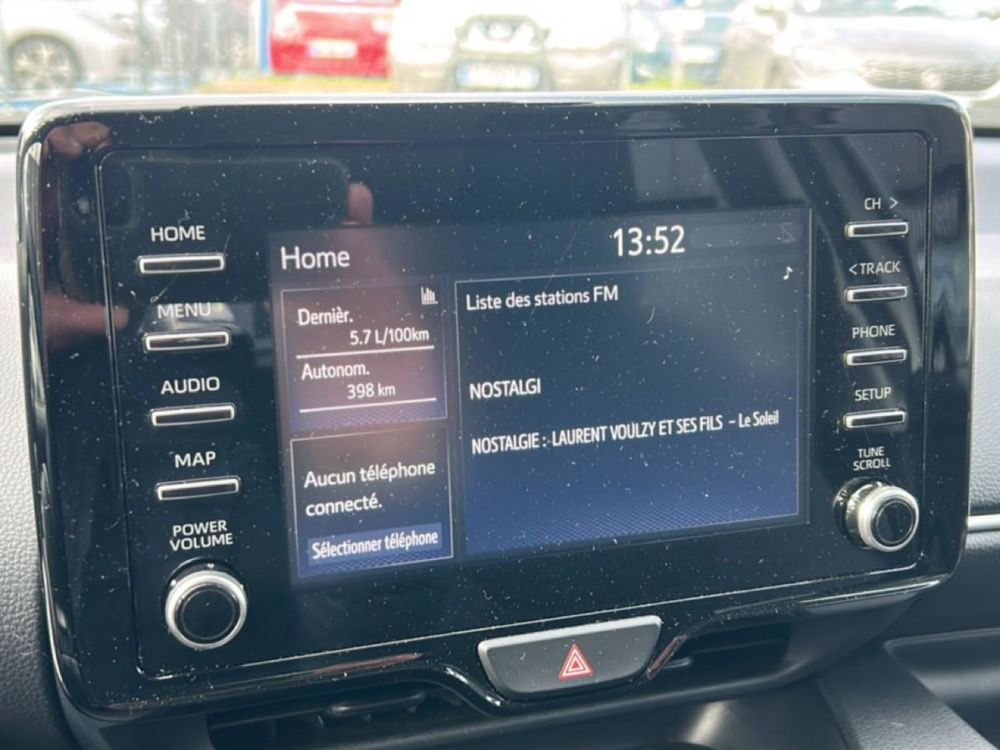 HOME
MENU
AUDIO
MAP
POWER
VOLUME
Home
13:52
Dernièr.
5.7 L/100km
Autonom.
398 km
Aucun téléphone
connecté.
Sélectionner téléphone
Liste des stations FM
NOSTALGI
NOSTALGIE : LAURENT VOULZY ET SES FILS - Le Soleil
CH >
< TRACK
PHONE
SETUP
TUNE
SCROLL